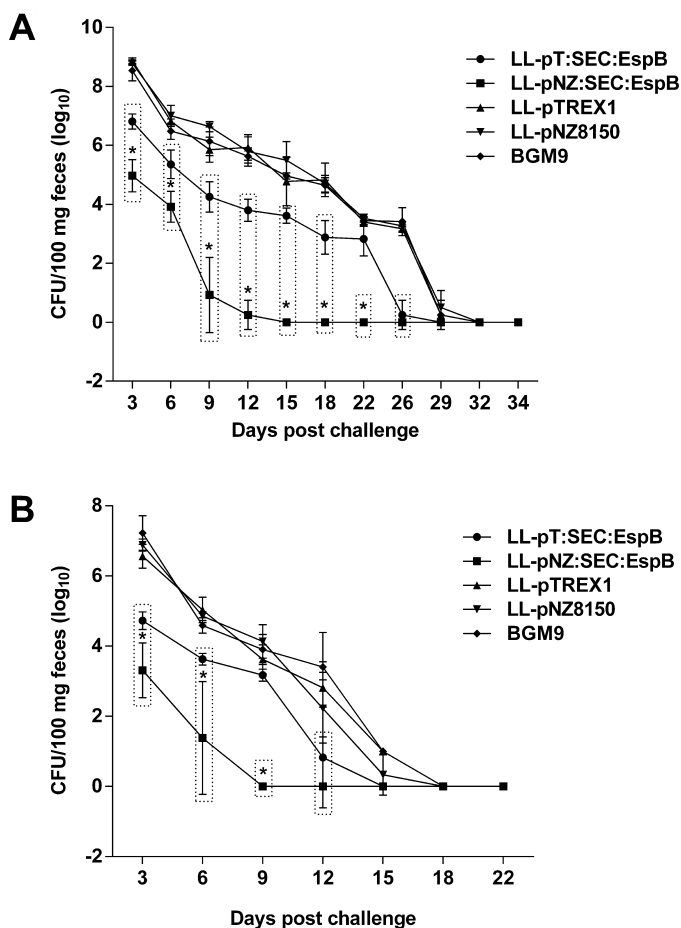 A
10
8
6
4
2
0
-2
CFU/100 mg feces (log10)
3 6 9 12 15 18 22 26 29 32 34
Days post challenge
LL-pT:SEC:EspB
LL-pNZ:SEC:EspB
LL-pTREX1
LL-pNZ8150
BGM9
* * * * * * *
B
8
6
4
2
0
-2
CFU/100 mg feces (log10)
3 6 9 12 15 18 22
Days post challenge
LL-pT:SEC:EspB
LL-pNZ:SEC:EspB
LL-pTREX1
LL-pNZ8150
BGM9
* * *